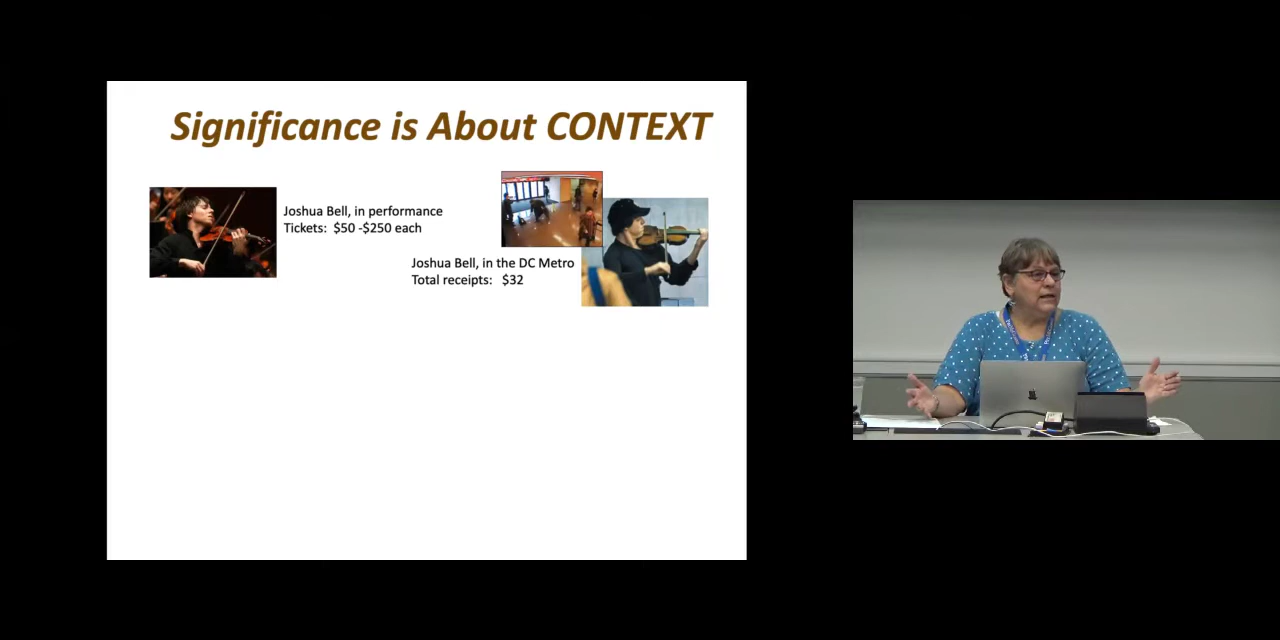 Significance is About CONTEXT
Joshua Bell, in performance
Tickets: $50 -$250 each
Joshua Bell, in the DC Metro
Total receipts: $32